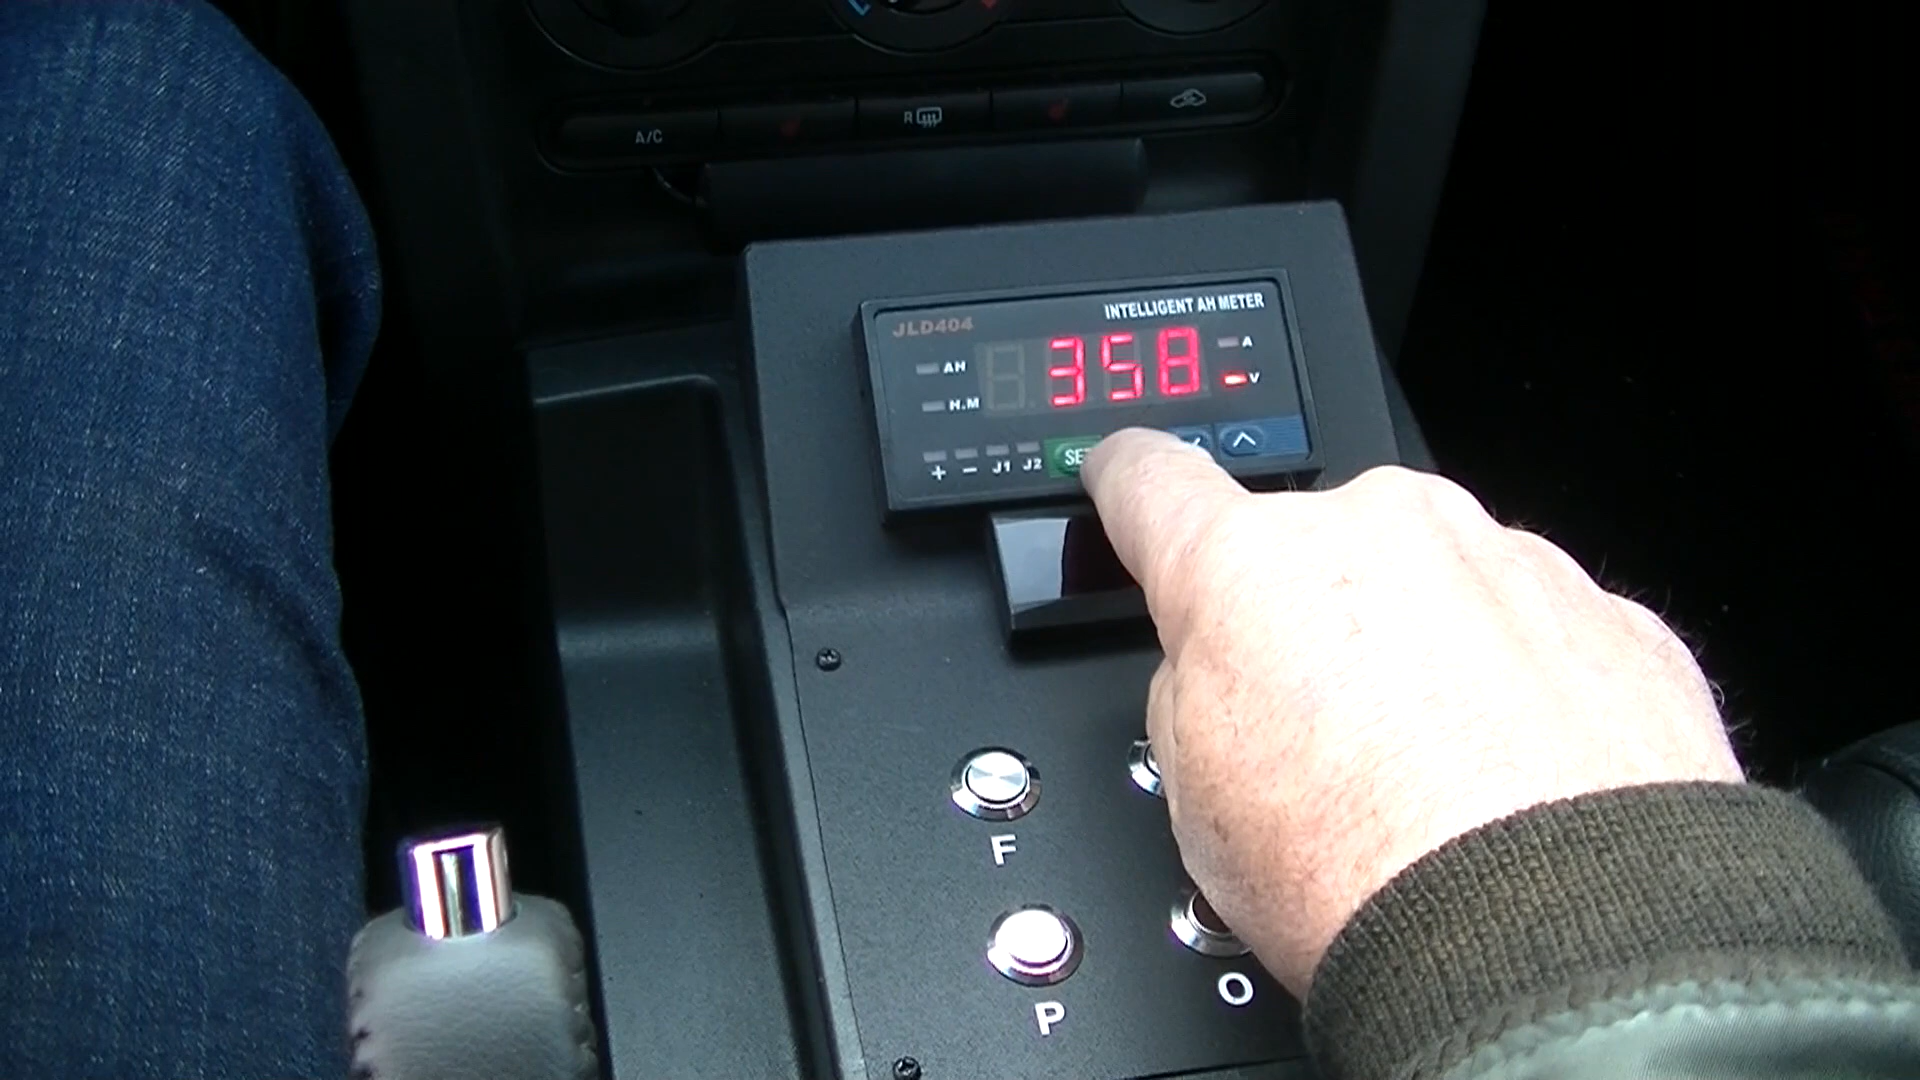 A/C
R
INTELLIGENT AH METER
JLD404
AH
358
A
V
H.M
+ - J1 J2
F
P
O